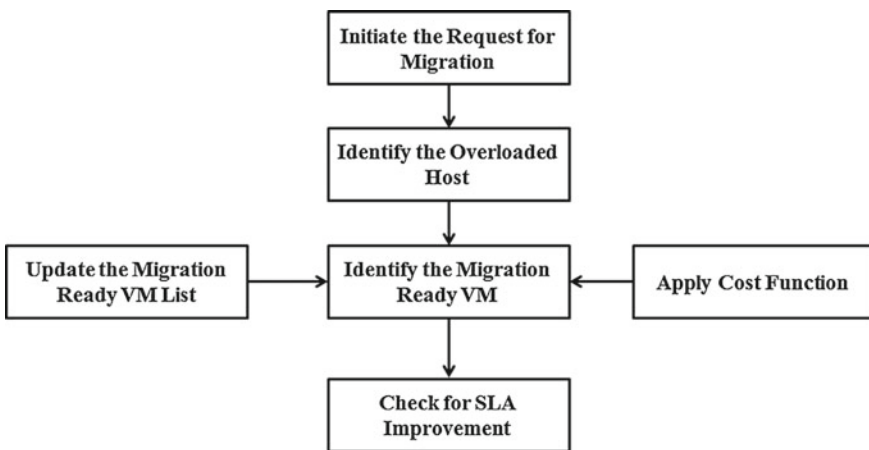 Initiate the Request for
Migration
Identify the Overloaded
Host
Update the Migration
Ready VM List
Identify the Migration
Ready VM
Apply Cost Function
Check for SLA
Improvement